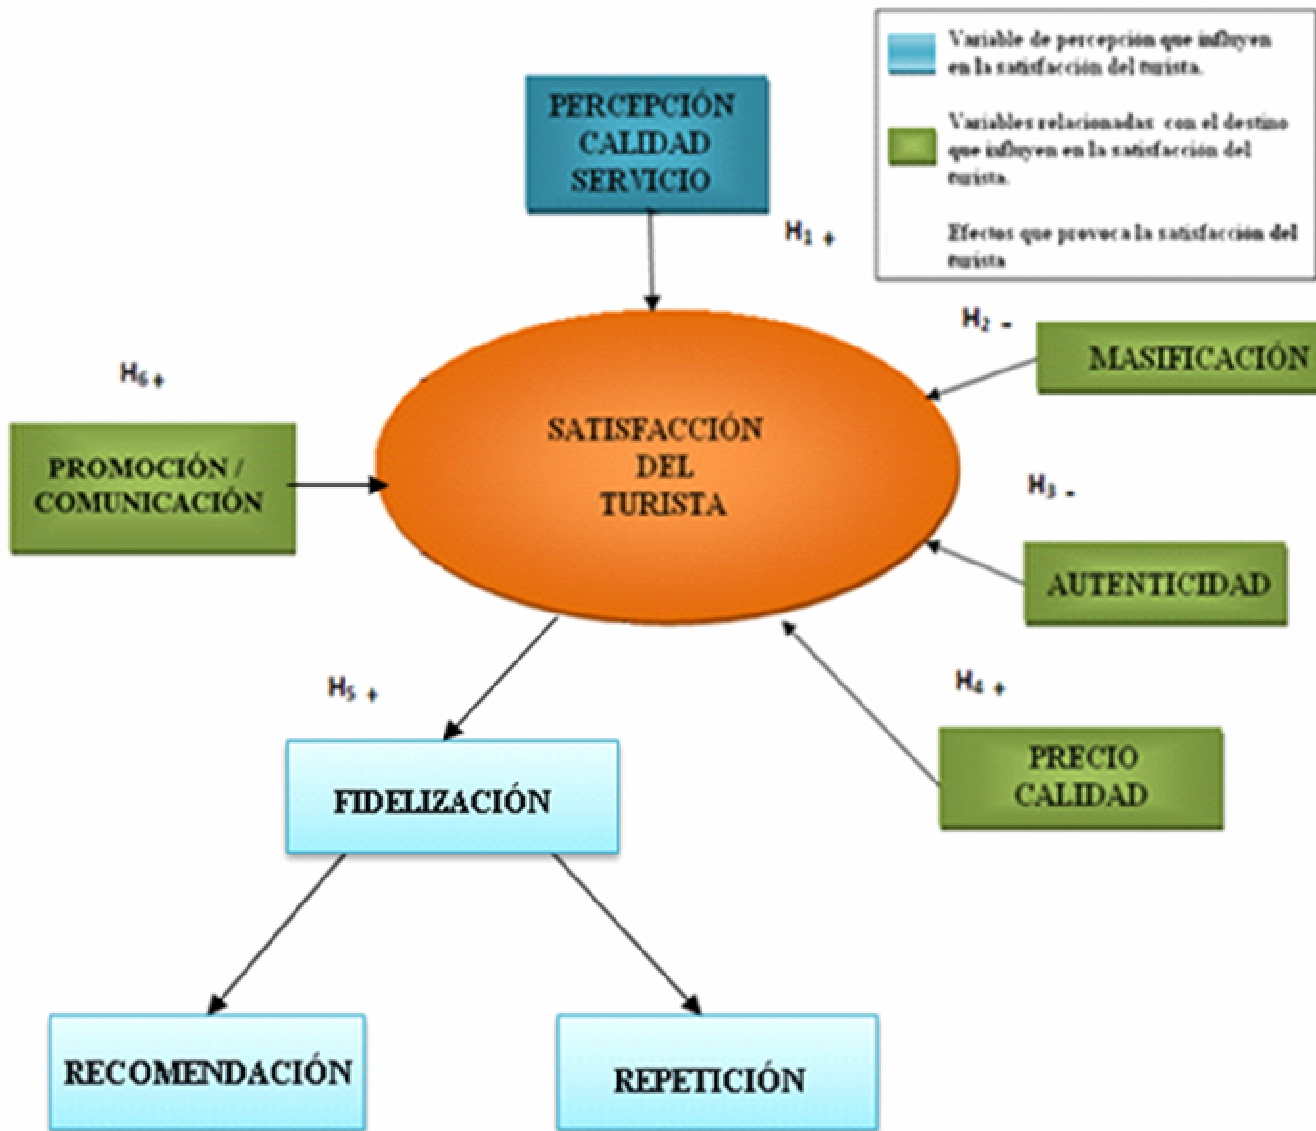 Variable de percepción que influyen
en la satisfacción del turista.
Variables relacionadas con el destino
que influyen en la satisfacción del
turista.
Efectos que provoca la satisfacción del
turista
PERCEPCIÓN
CALIDAD
SERVICIO
H₁ +
H₂ -
MASIFICACIÓN
H₆ +
PROMOCIÓN /
COMUNICACIÓN
SATISFACCIÓN
DEL
TURISTA
H₃ -
AUTENTICIDAD
H₄ +
PRECIO
CALIDAD
H₅ +
FIDELIZACIÓN
RECOMENDACIÓN
REPETICIÓN